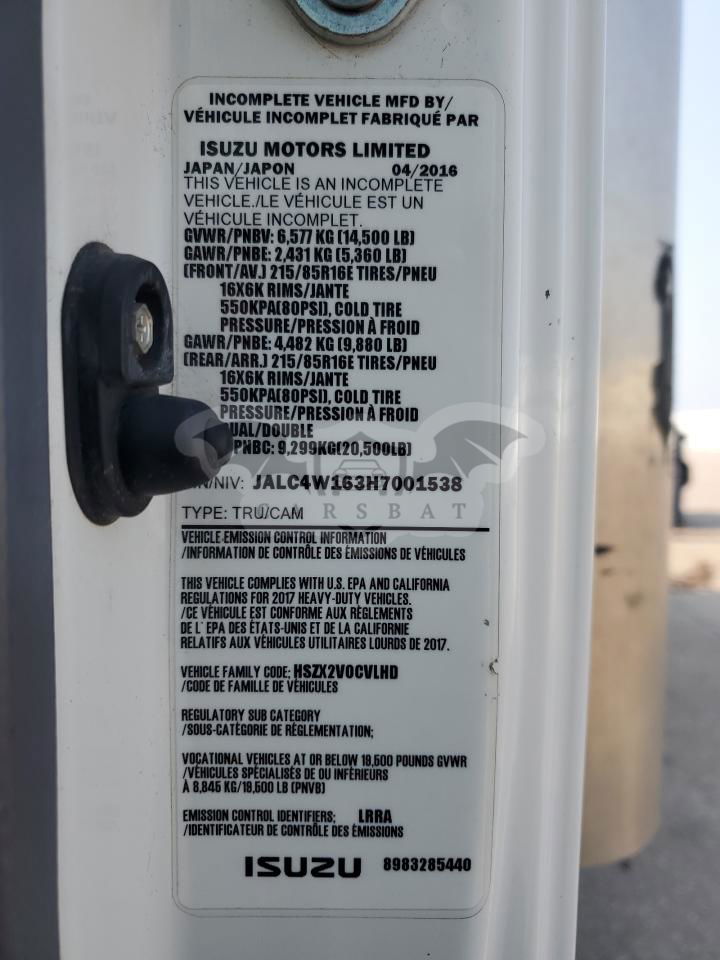 INCOMPLETE VEHICLE MFD BY/
VÉHICULE INCOMPLET FABRIQUÉ PAR
ISUZU MOTORS LIMITED
JAPAN/JAPON 04/2016
THIS VEHICLE IS AN INCOMPLETE
VEHICLE./LE VÉHICULE EST UN
VÉHICULE INCOMPLET.
GVWR/PNBV: 6,577 KG (14,500 LB)
GAWR/PNBE: 2,431 KG (5,360 LB)
(FRONT/AV.) 215/85R16E TIRES/PNEU
16X6K RIMS/JANTE
550KPA(80PSI), COLD TIRE
PRESSURE/PRESSION À FROID
GAWR/PNBE: 4,482 KG (9,880 LB)
(REAR/ARR.) 215/85R16E TIRES/PNEU
16X6K RIMS/JANTE
550KPA(80PSI), COLD TIRE
PRESSURE/PRESSION À FROID
DUAL/DOUBLE
PNBC: 9,299KG(20,500LB)
/NIV: JALC4W163H7001538
CARSBAT
TYPE: TRU/CAM
VEHICLE EMISSION CONTROL INFORMATION
/INFORMATION DE CONTRÔLE DES ÉMISSIONS DE VÉHICULES
THIS VEHICLE COMPLIES WITH U.S. EPA AND CALIFORNIA
REGULATIONS FOR 2017 HEAVY-DUTY VEHICLES.
/CE VÉHICULE EST CONFORME AUX RÈGLEMENTS
DE L' EPA DES ÉTATS-UNIS ET DE LA CALIFORNIE
RELATIFS AUX VÉHICULES UTILITAIRES LOURDS DE 2017.
VEHICLE FAMILY CODE: HSZX2VOCVLHD
/CODE DE FAMILLE DE VÉHICULES
REGULATORY SUB CATEGORY
/SOUS-CATÉGORIE DE RÉGLEMENTATION;
VOCATIONAL VEHICLES AT OR BELOW 19,500 POUNDS GVWR
/VÉHICULES SPÉCIALISÉS DE OU INFÉRIEURS
À 8,845 KG/19,500 LB (PNVB)
EMISSION CONTROL IDENTIFIERS; LRRA
/IDENTIFICATEUR DE CONTRÔLE DES ÉMISSIONS
ISUZU 8983285440